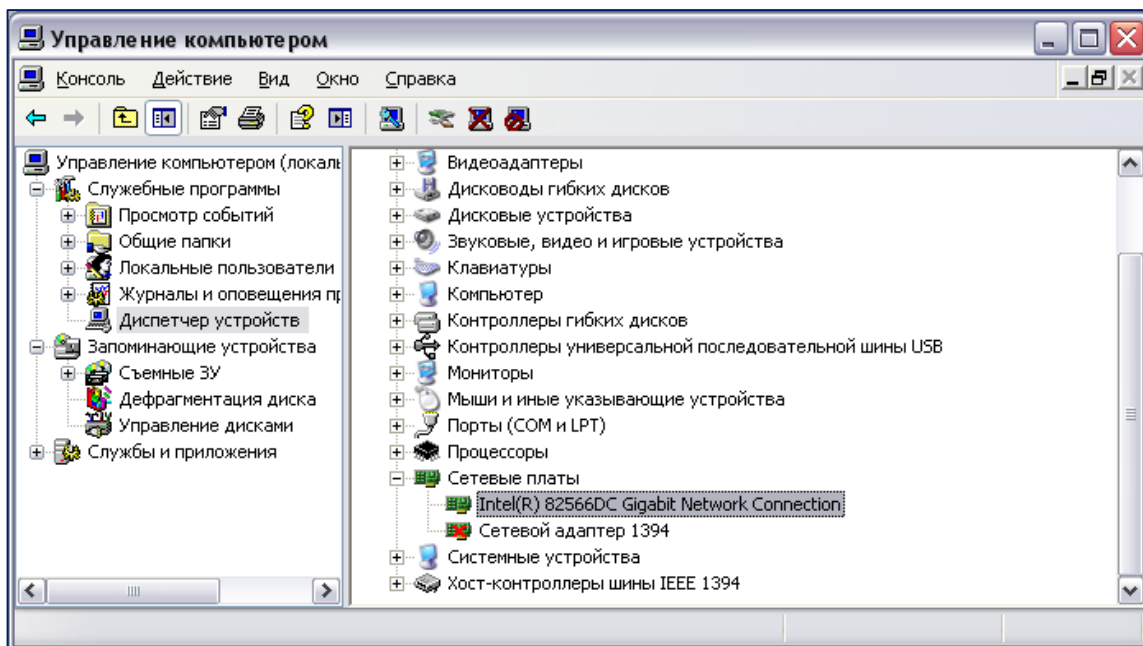 Управление компьютером
Консоль Действие Вид Окно Справка
Управление компьютером (локаль
Служебные программы
Просмотр событий
Общие папки
Локальные пользователи
Журналы и оповещения пр
Диспетчер устройств
Запоминающие устройства
Съемные ЗУ
Дефрагментация диска
Управление дисками
Службы и приложения
Видеоадаптеры
Дисководы гибких дисков
Дисковые устройства
Звуковые, видео и игровые устройства
Клавиатуры
Компьютер
Контроллеры гибких дисков
Контроллеры универсальной последовательной шины USB
Мониторы
Мыши и иные указывающие устройства
Порты (COM и LPT)
Процессоры
Сетевые платы
Intel(R) 82566DC Gigabit Network Connection
Сетевой адаптер 1394
Системные устройства
Хост-контроллеры шины IEEE 1394